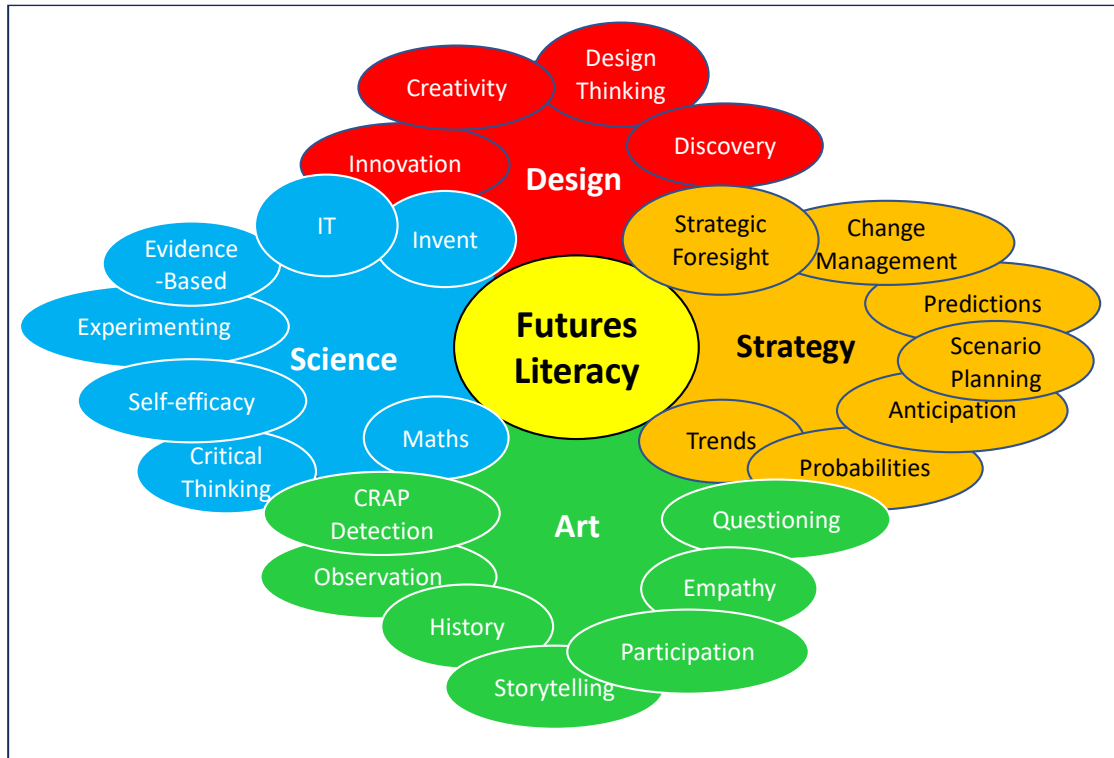 Design
Thinking
Creativity
Discovery
Innovation
Design
Strategic
Foresight
Change
Management
IT
Invent
Evidence
-Based
Predictions
Experimenting
Futures
Literacy
Science
Strategy
Scenario
Planning
Self-efficacy
Anticipation
Maths
Trends
Critical
Thinking
Probabilities
CRAP
Detection
Art
Questioning
Observation
Empathy
History
Participation
Storytelling